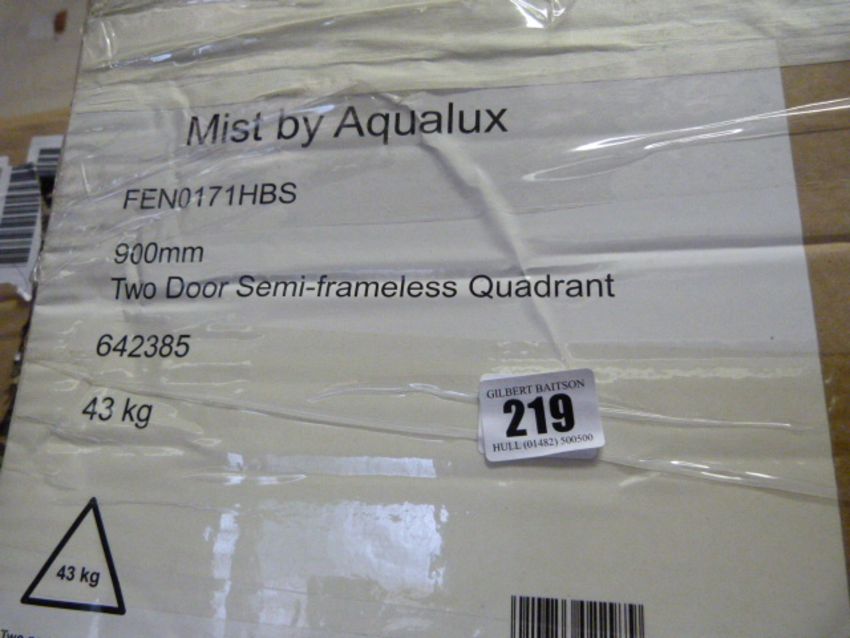 Mist by Aqualux
FEN0171HBS
900mm
Two Door Semi-frameless Quadrant
642385
43 kg
GILBERT BAITSON
219
HULL (01482) 500500
43 kg